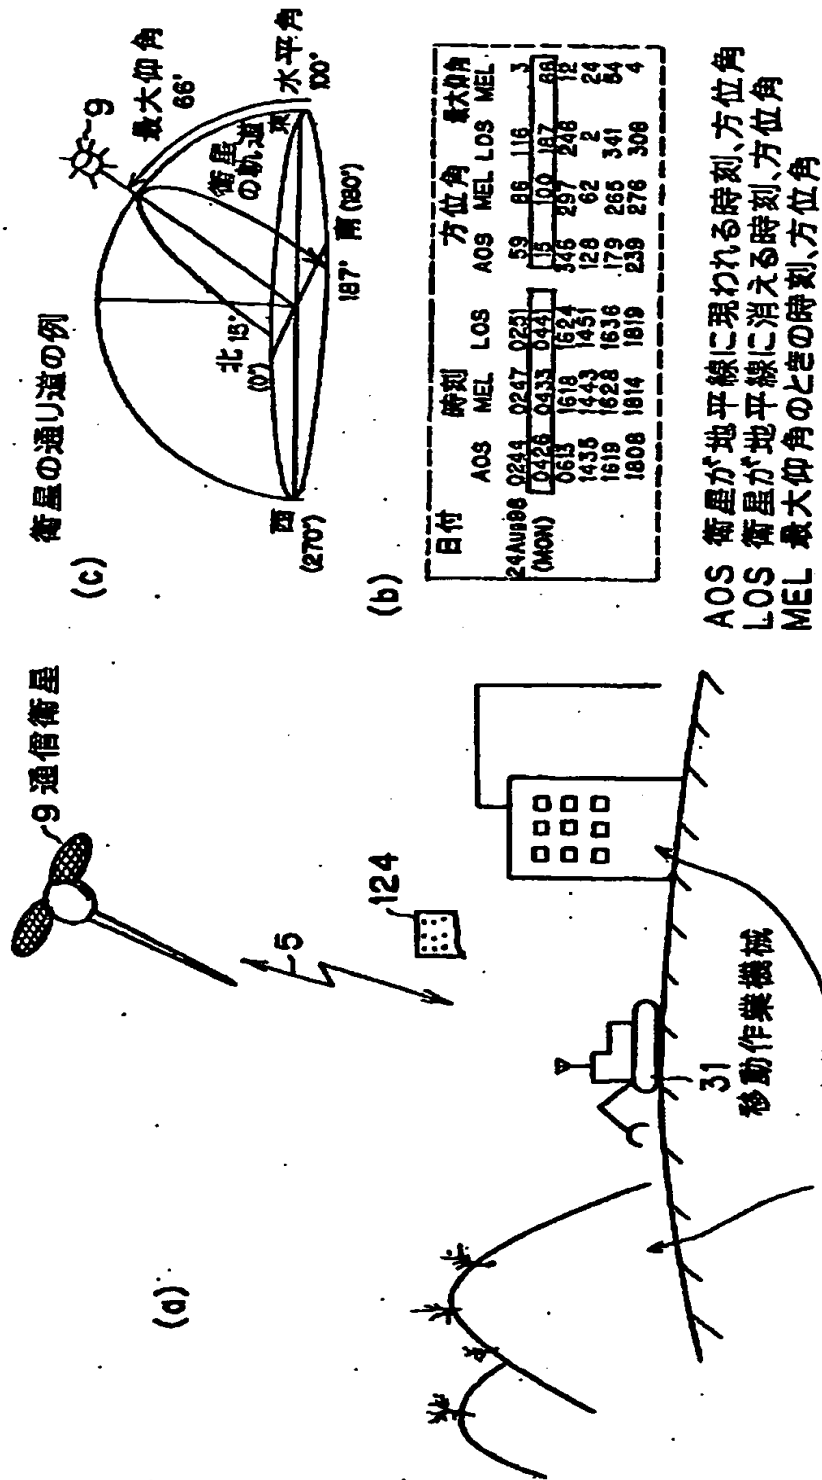 (a)
9 通信衛星
5
124
31
移動作業機械
(c)
衛星の通り道の例
9
最大仰角
66°
衛星
の軌道
東
水平角
100°
北 15°
(0°)
187° 南 (180°)
西
(270°)
(b)
日付 時刻 方位角 最大仰角
AOS MEL LOS AOS MEL LOS MEL
24Aug98 0244 0247 0251 59 86 116 3
(MON) 0426 0433 0441 15 100 187 66
0613 1618 1624 346 297 248 12
1435 1443 1451 128 62 2 24
1619 1628 1636 179 265 341
1808 1814 1819 239 276 308 4
AOS 衛星が地平線に現われる時刻、方位角
LOS 衛星が地平線に消える時刻、方位角
MEL 最大仰角のときの時刻、方位角